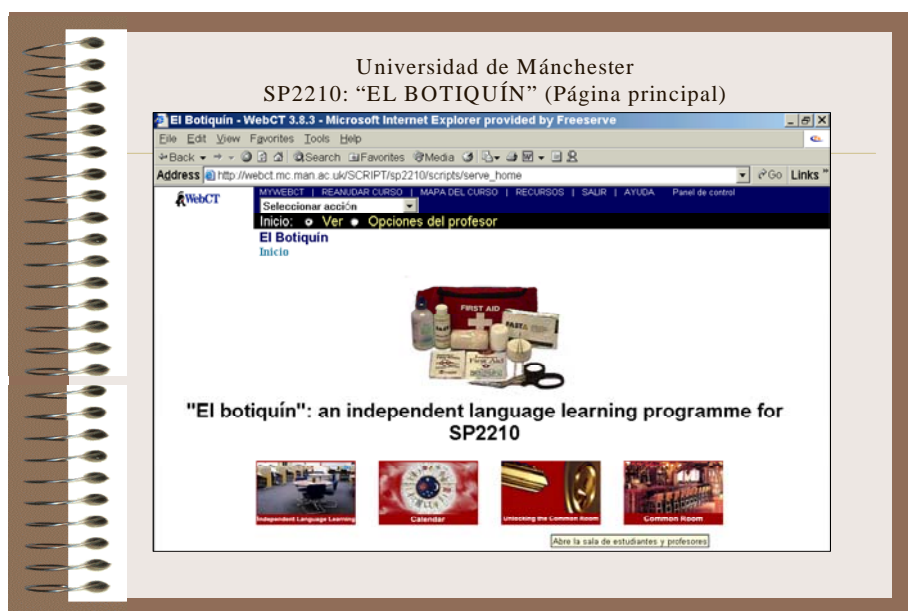 Universidad de Mánchester
SP2210: “EL BOTIQUÍN” (Página principal)
El Botiquín - WebCT 3.8.3 - Microsoft Internet Explorer provided by Freeserve
File Edit View Favorites Tools Help
Back Search Favorites Media
Address http://webct.mc.man.ac.uk/SCRIPT/sp2210/scripts/serve_home Go Links "
WebCT
MYWEBCT | REANUDAR CURSO | MAPA DEL CURSO | RECURSOS | SALIR | AYUDA Panel de control
Seleccionar acción
Inicio: Ver Opciones del profesor
El Botiquín
Inicio
FIRST AID
First Aid
"El botiquín": an independent language learning programme for
SP2210
Independent Language Learning Calendar Unlocking the Common Room Common Room
Abre la sala de estudiantes y profesores